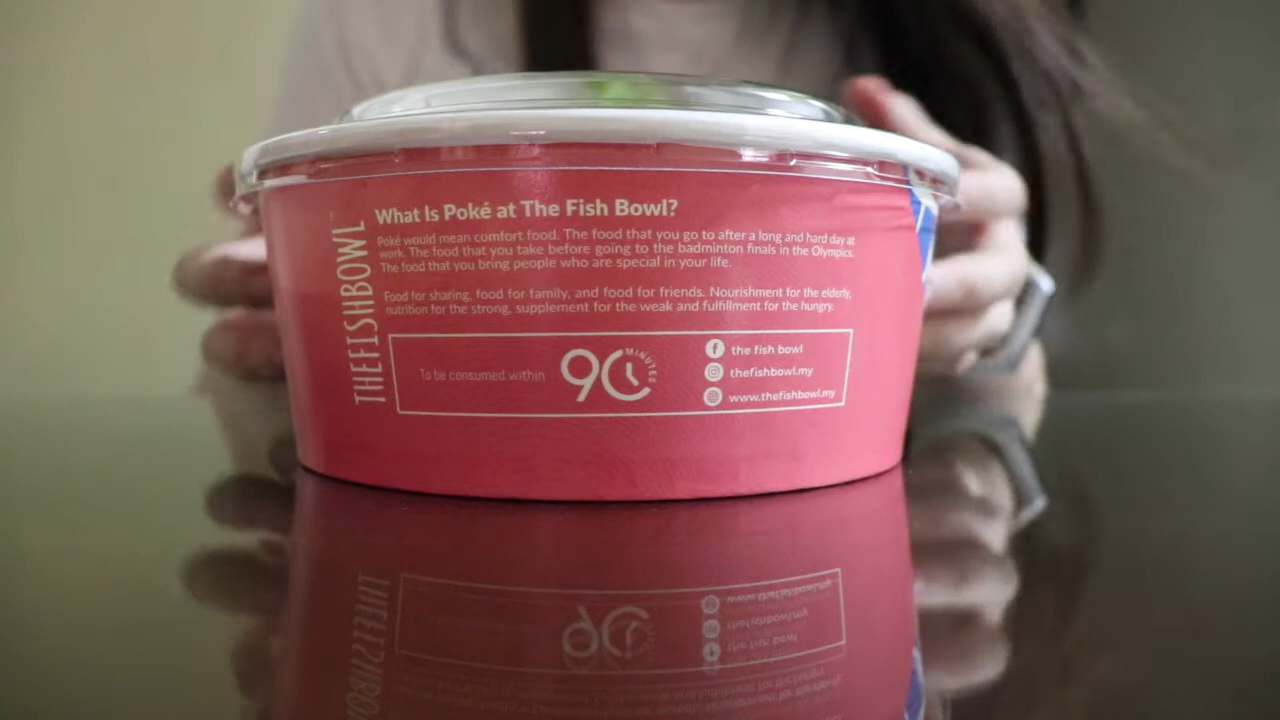 THEFISHBOWL
What Is Poké at The Fish Bowl?
Poké would mean comfort food. The food that you go to after a long and hard day at
work. The food that you take before going to the badminton finals in the Olympics.
The food that you bring people who are special in your life.
Food for sharing, food for family, and food for friends. Nourishment for the elderly,
nutrition for the strong, supplement for the weak and fulfillment for the hungry.
To be consumed within 90 MINUTES
the fish bowl
thefishbowl.my
www.thefishbowl.my